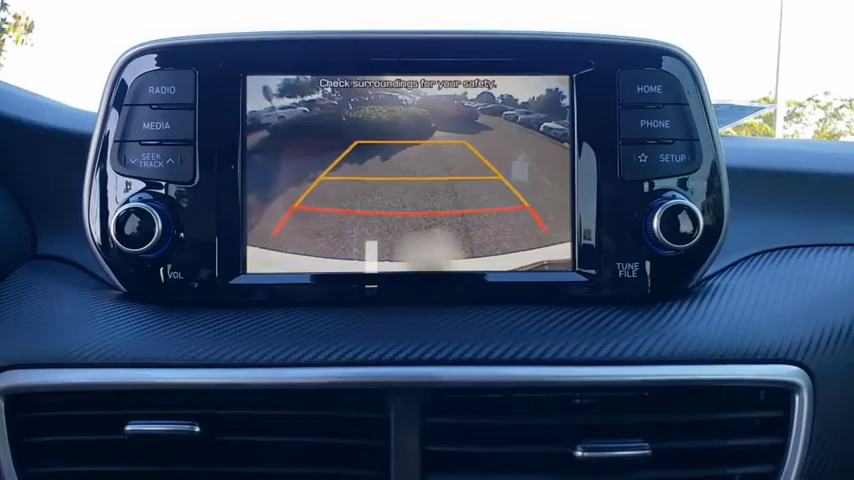 Check surroundings for your safety.
RADIO
MEDIA
SEEK
TRACK
VOL
HOME
PHONE
SETUP
TUNE
FILE